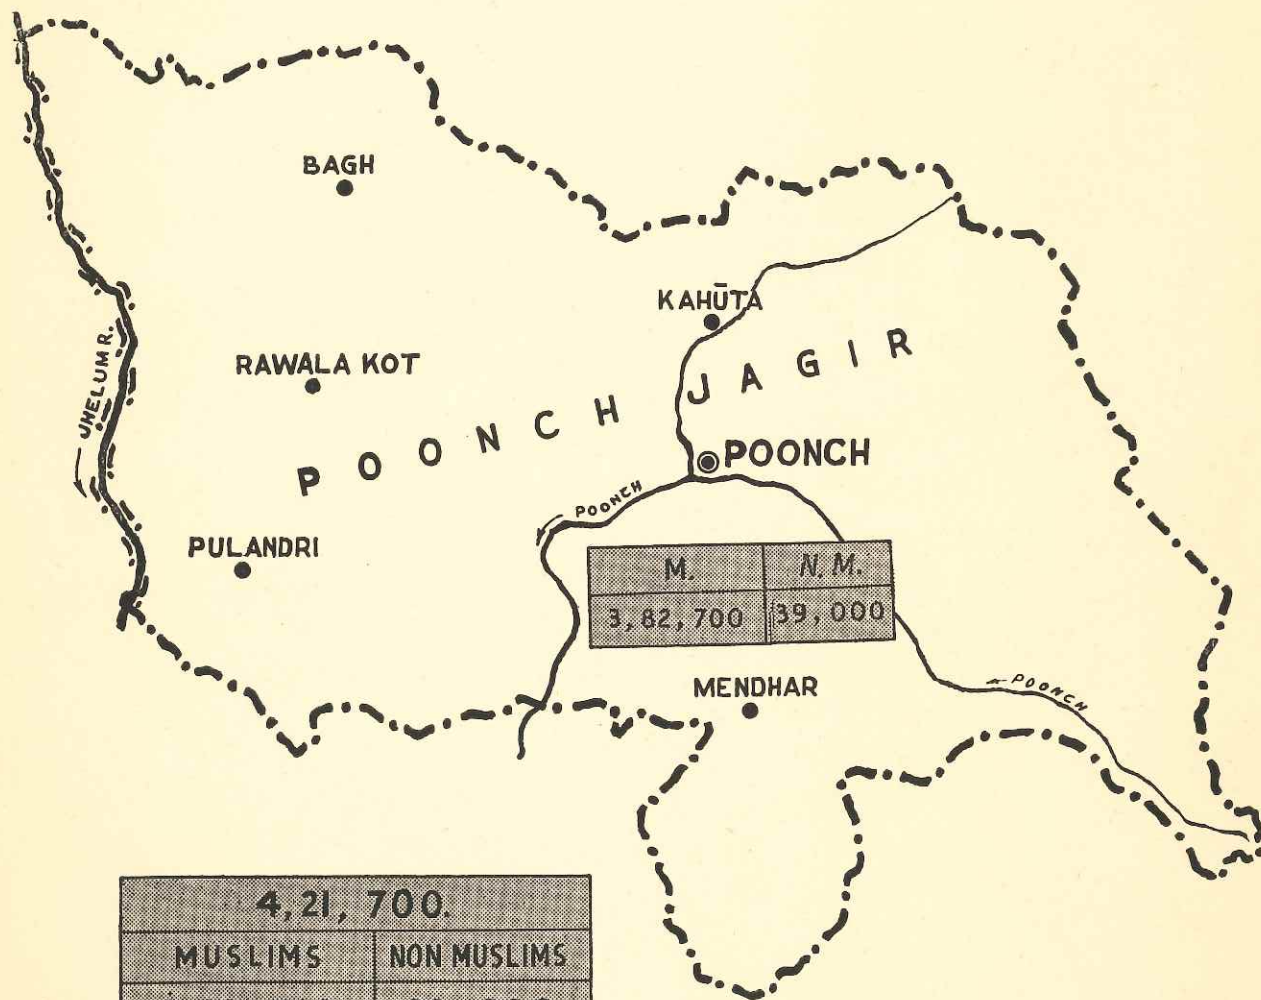 BAGH
KAHŪTA
JHELUM R.
RAWALA KOT
POONCH JAGIR
POONCH
POONCH
PULANDRI
M. N.M.
3,82,700 39,000
MENDHAR
POONCH
4,21,700.
MUSLIMS NON MUSLIMS